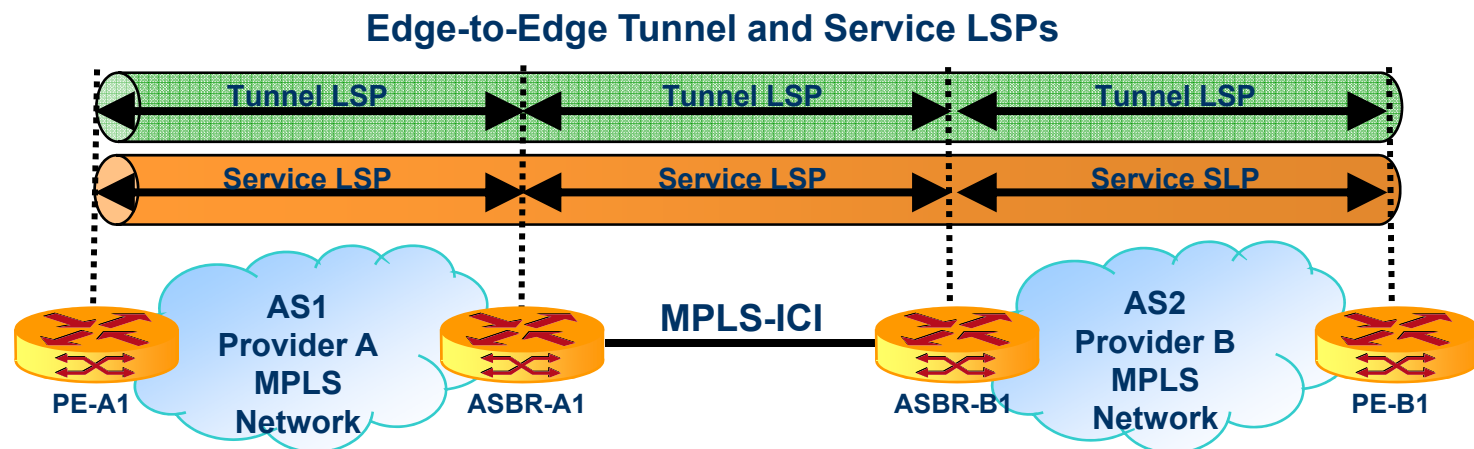 Edge-to-Edge Tunnel and Service LSPs
Tunnel LSP
Tunnel LSP
Tunnel LSP
Service LSP
Service LSP
Service SLP
AS1
Provider A
MPLS
Network
MPLS-ICI
AS2
Provider B
MPLS
Network
PE-A1
ASBR-A1
ASBR-B1
PE-B1